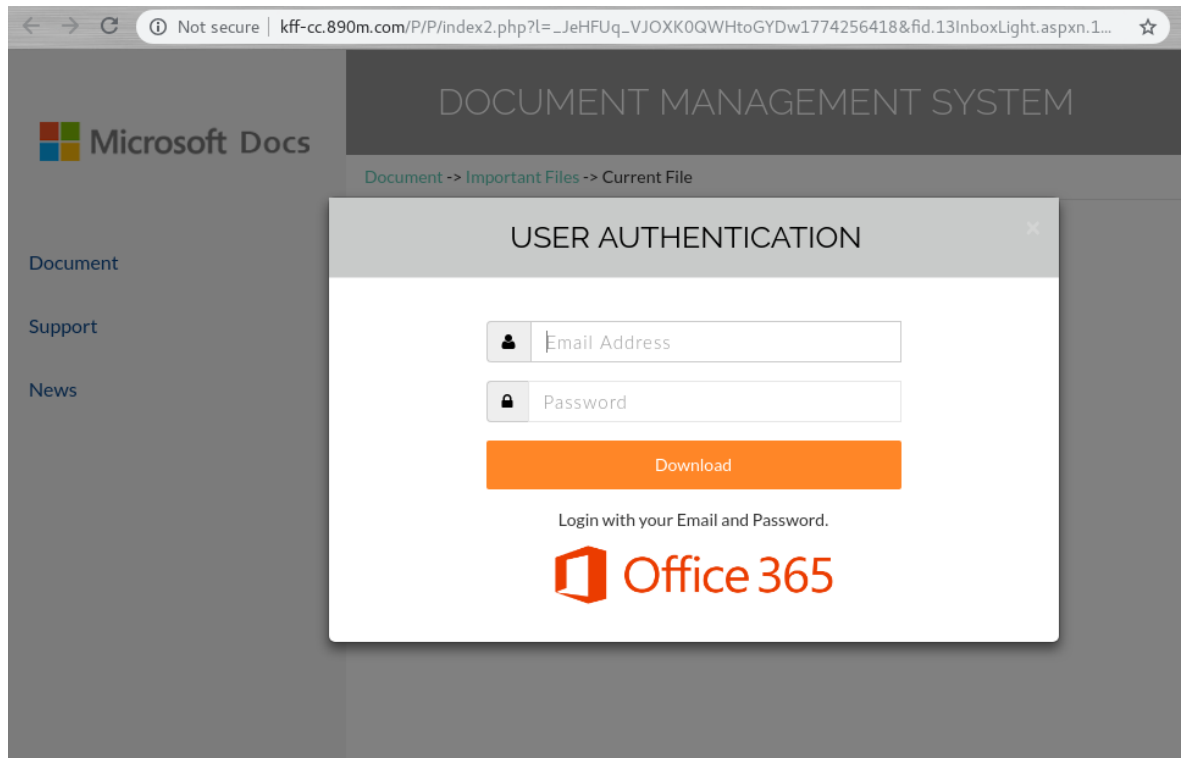 Not secure | kff-cc.890m.com/P/P/index2.php?l=_JeHFUq_VJOXK0QWHtoGYDw1774256418&fid.13InboxLight.aspxn.1...
DOCUMENT MANAGEMENT SYSTEM
Microsoft Docs
Document -> Important Files -> Current File
USER AUTHENTICATION
×
Document
Support
News
Email Address
Password
Download
Login with your Email and Password.
Office 365